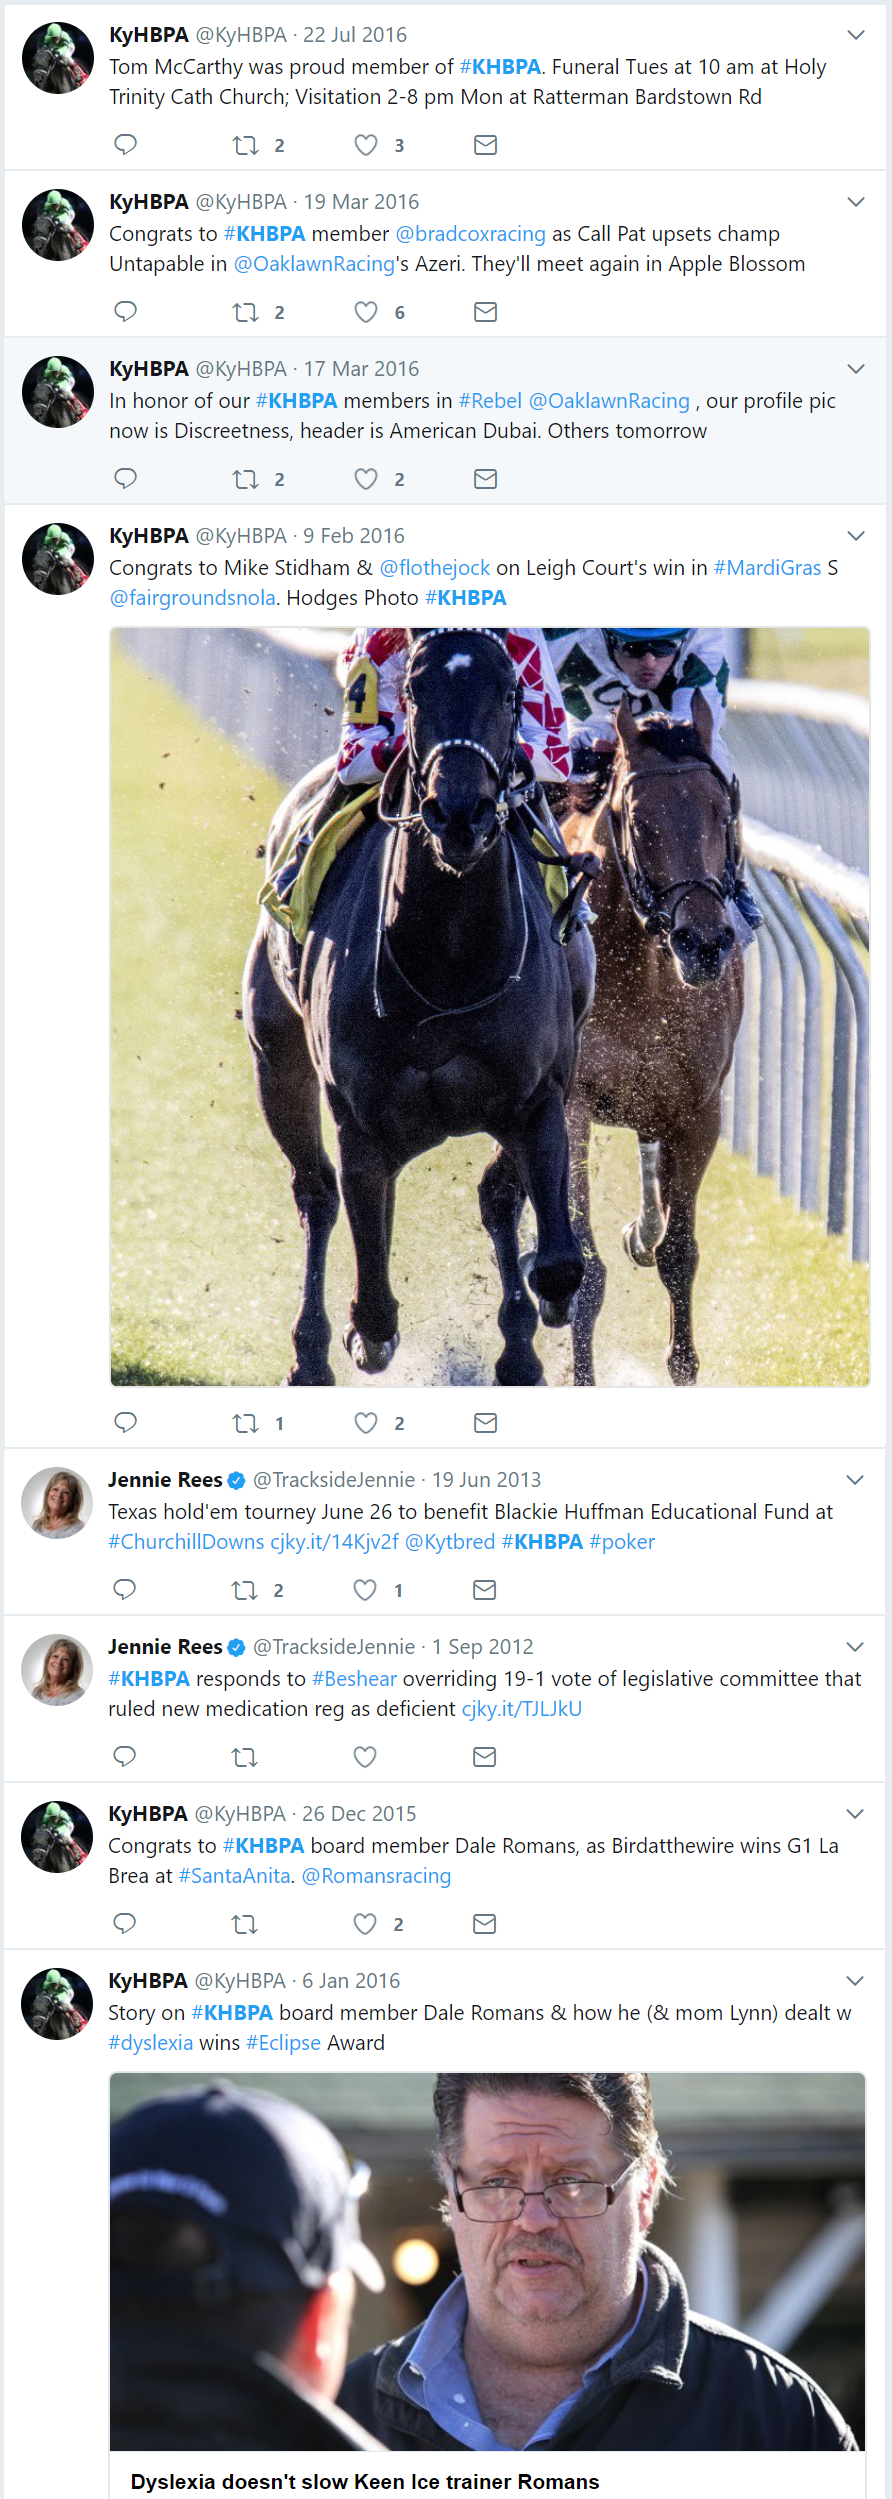 KyHBPA @KyHBPA · 22 Jul 2016
Tom McCarthy was proud member of #KHBPA. Funeral Tues at 10 am at Holy
Trinity Cath Church; Visitation 2-8 pm Mon at Ratterman Bardstown Rd
2 3
KyHBPA @KyHBPA · 19 Mar 2016
Congrats to #KHBPA member @bradcoxracing as Call Pat upsets champ
Untapable in @OaklawnRacing's Azeri. They'll meet again in Apple Blossom
2 6
KyHBPA @KyHBPA · 17 Mar 2016
In honor of our #KHBPA members in #Rebel @OaklawnRacing , our profile pic
now is Discreetness, header is American Dubai. Others tomorrow
2 2
KyHBPA @KyHBPA · 9 Feb 2016
Congrats to Mike Stidham & @flothejock on Leigh Court's win in #MardiGras S
@fairgroundsnola. Hodges Photo #KHBPA
4
1 2
Jennie Rees @TracksideJennie · 19 Jun 2013
Texas hold'em tourney June 26 to benefit Blackie Huffman Educational Fund at
#ChurchillDowns cjky.it/14Kjv2f @Kytbred #KHBPA #poker
2 1
Jennie Rees @TracksideJennie · 1 Sep 2012
#KHBPA responds to #Beshear overriding 19-1 vote of legislative committee that
ruled new medication reg as deficient cjky.it/TJLJkU
KyHBPA @KyHBPA · 26 Dec 2015
Congrats to #KHBPA board member Dale Romans, as Birdatthewire wins G1 La
Brea at #SantaAnita. @Romansracing
2
KyHBPA @KyHBPA · 6 Jan 2016
Story on #KHBPA board member Dale Romans & how he (& mom Lynn) dealt w
#dyslexia wins #Eclipse Award
Dyslexia doesn't slow Keen Ice trainer Romans